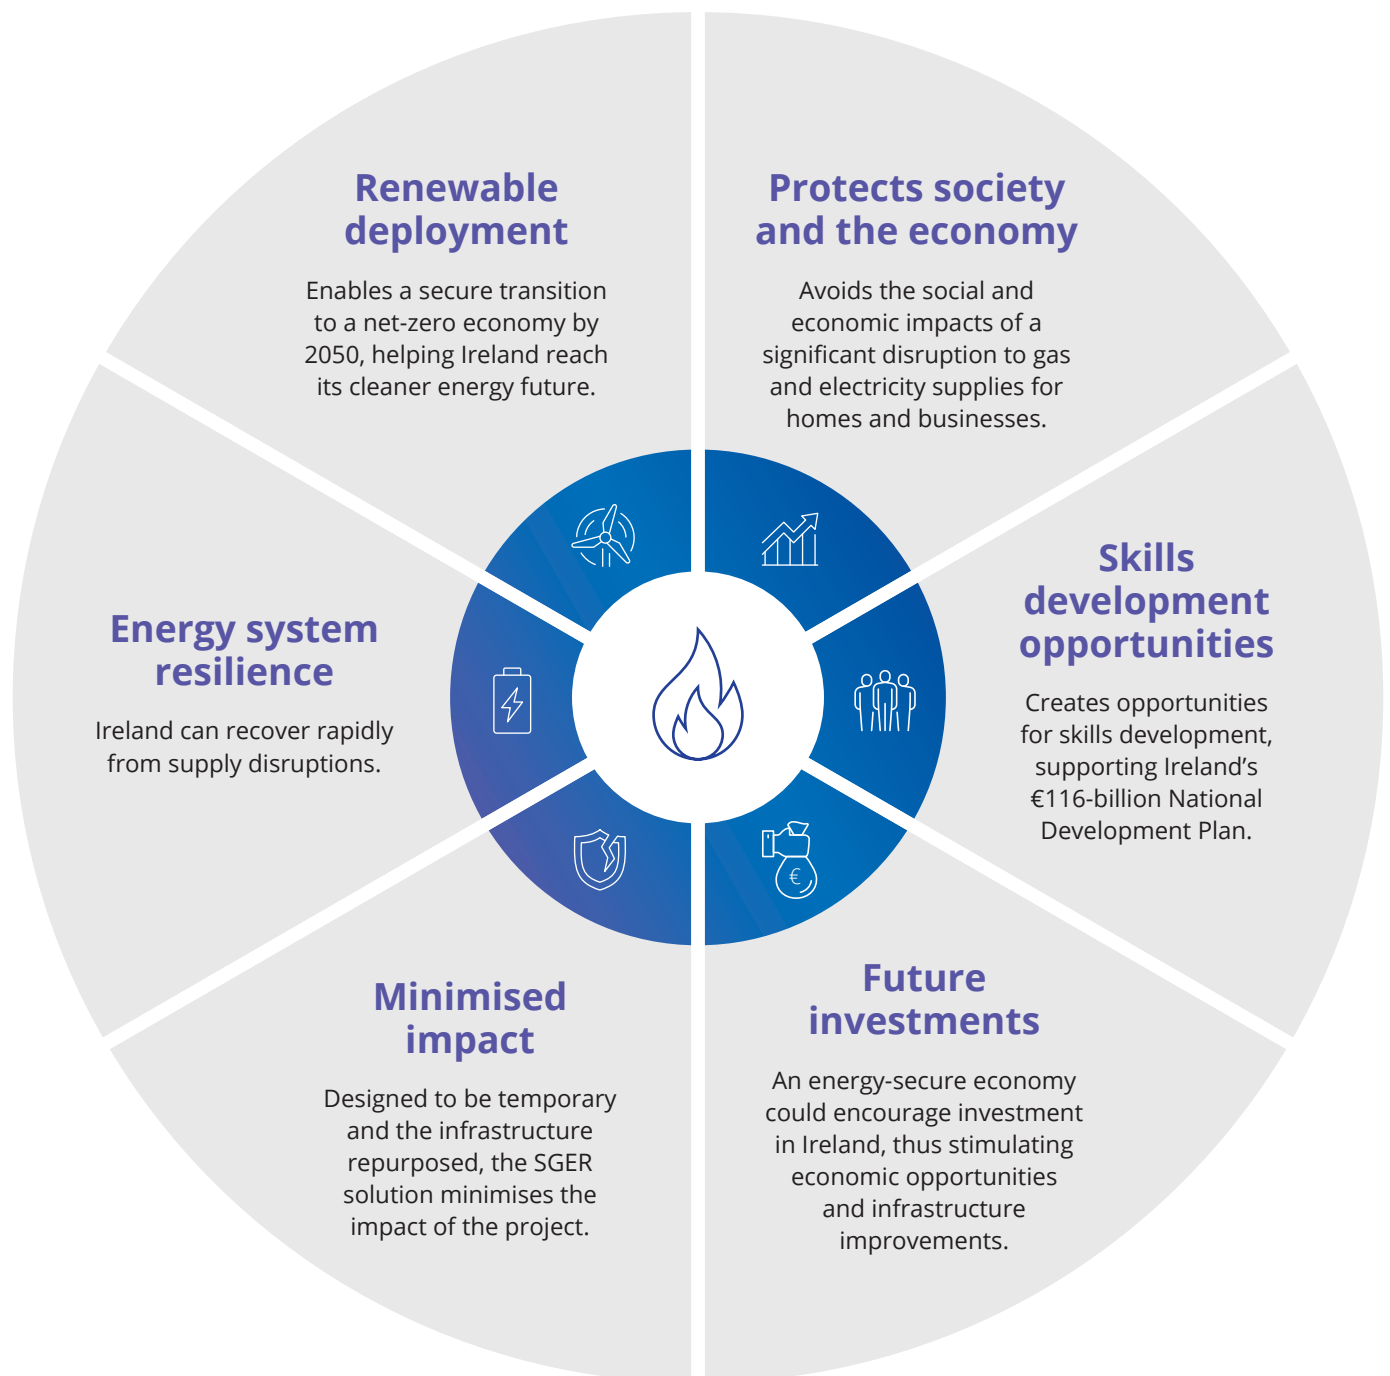 Renewable
deployment
Enables a secure transition
to a net-zero economy by
2050, helping Ireland reach
its cleaner energy future.
Protects society
and the economy
Avoids the social and
economic impacts of a
significant disruption to gas
and electricity supplies for
homes and businesses.
Skills
development
opportunities
Creates opportunities
for skills development,
supporting Ireland’s
€116-billion National
Development Plan.
Future
investments
An energy-secure economy
could encourage investment
in Ireland, thus stimulating
economic opportunities
and infrastructure
improvements.
Minimised
impact
Designed to be temporary
and the infrastructure
repurposed, the SGER
solution minimises the
impact of the project.
Energy system
resilience
Ireland can recover rapidly
from supply disruptions.
€